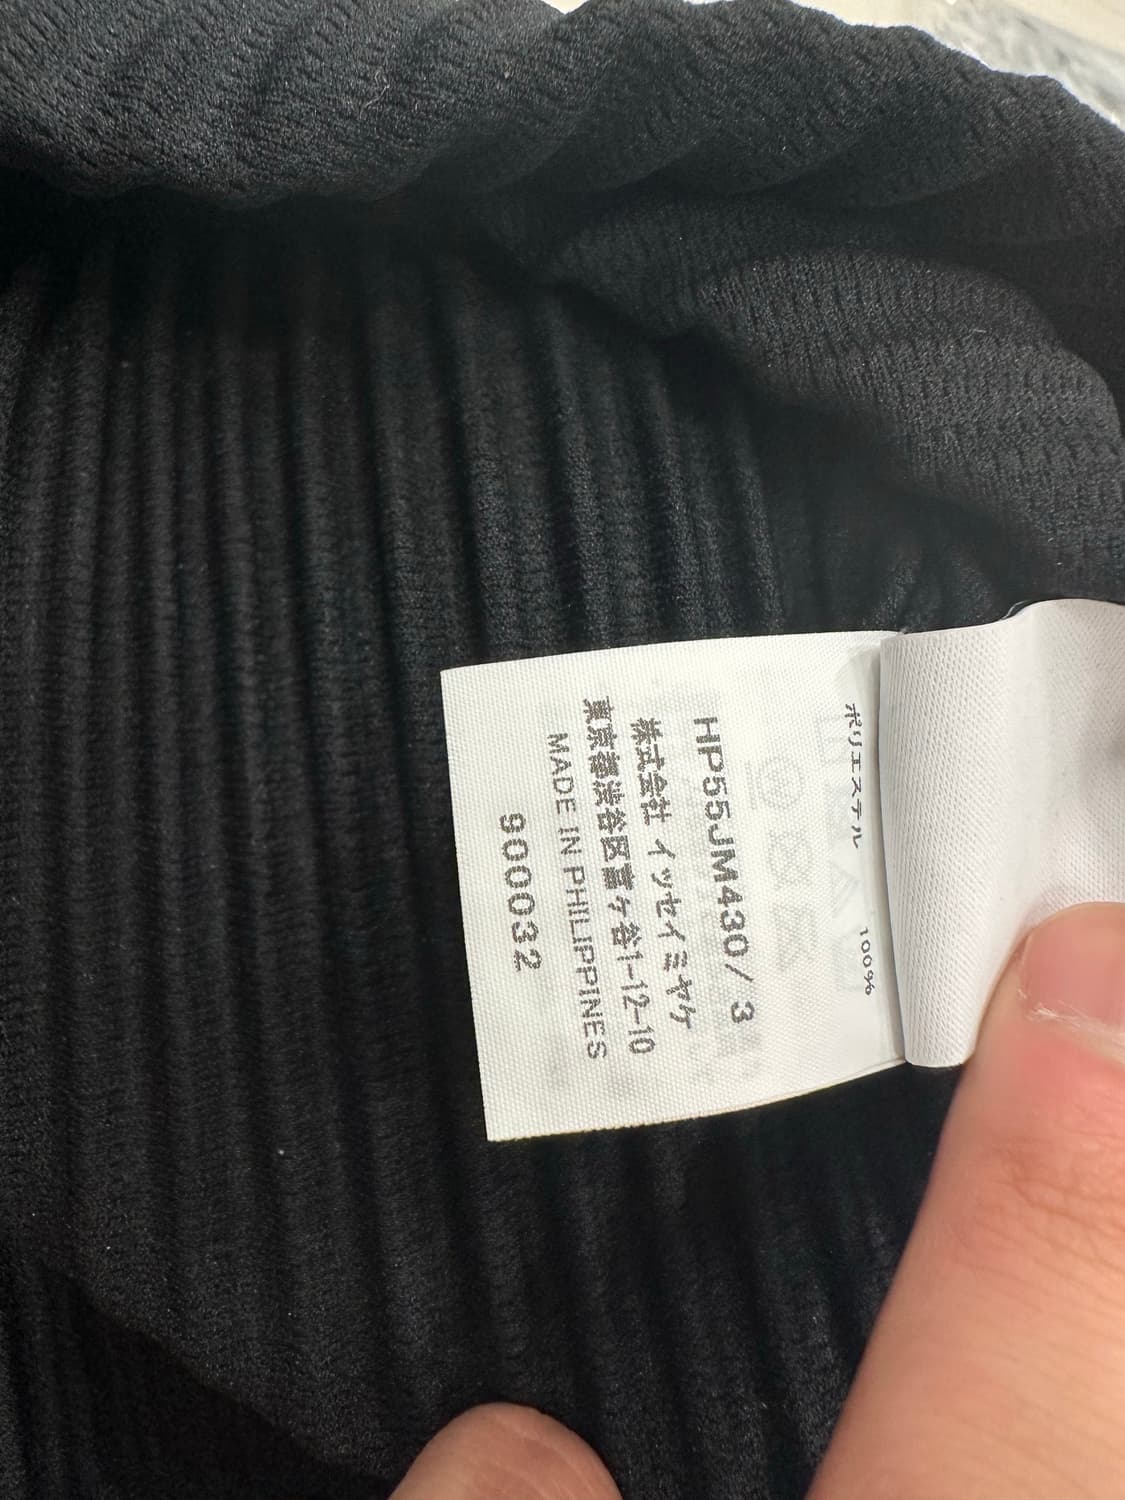 ポリエステル 100%
HP55JM430/ 3
株式会社 イッセイミヤケ
東京都渋谷区富ヶ谷1-12-10
MADE IN PHILIPPINES
900032